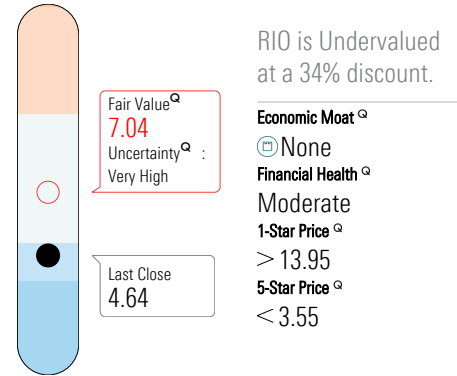 RIO is Undervalued
at a 34% discount.
Fair Value Q
7.04
Uncertainty Q :
Very High
Last Close
4.64
Economic Moat Q
None
Financial Health Q
Moderate
1-Star Price Q
> 13.95
5-Star Price Q
< 3.55